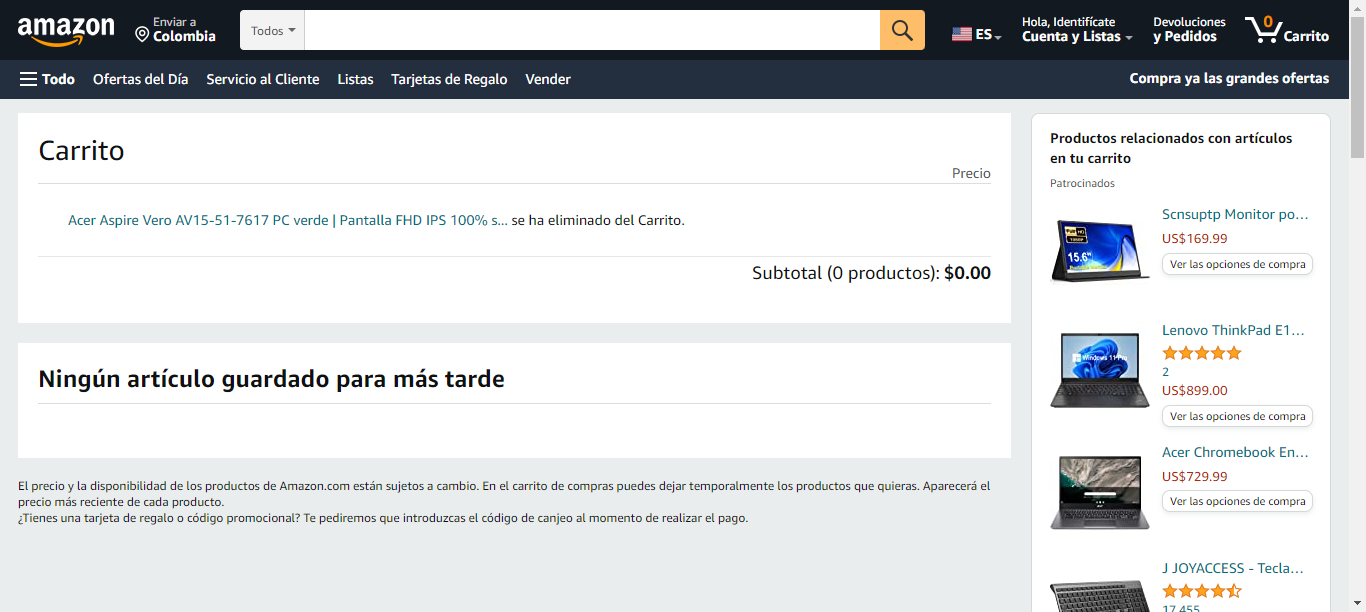 amazon
Enviar a
Colombia
Todos
ES
Hola, Identifícate
Cuenta y Listas
Devoluciones
y Pedidos
0
Carrito
Todo
Ofertas del Día
Servicio al Cliente
Listas
Tarjetas de Regalo
Vender
Compra ya las grandes ofertas
Carrito
Precio
Acer Aspire Vero AV15-51-7617 PC verde | Pantalla FHD IPS 100% s... se ha eliminado del Carrito.
Subtotal (0 productos): $0.00
Ningún artículo guardado para más tarde
El precio y la disponibilidad de los productos de Amazon.com están sujetos a cambio. En el carrito de compras puedes dejar temporalmente los productos que quieras. Aparecerá el
precio más reciente de cada producto.
¿Tienes una tarjeta de regalo o código promocional? Te pediremos que introduzcas el código de canjeo al momento de realizar el pago.
Productos relacionados con artículos
en tu carrito
Patrocinados
15.6"
Scnsuptp Monitor po...
US$169.99
Ver las opciones de compra
Windows 11 Pro
Lenovo ThinkPad E1...
2
US$899.00
Ver las opciones de compra
Acer Chromebook En...
US$729.99
Ver las opciones de compra
J JOYACCESS - Tecla...
17,455